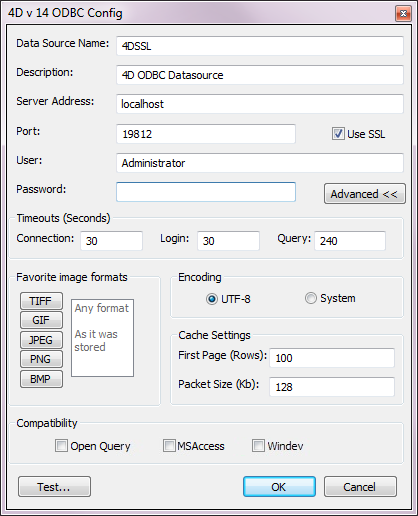 4D v 14 ODBC Config
Data Source Name: 4DSSL
Description: 4D ODBC Datasource
Server Address: localhost
Port: 19812 Use SSL
User: Administrator
Password:
Advanced <<
Timeouts (Seconds)
Connection: 30 Login: 30 Query: 240
Favorite image formats
TIFF
GIF
JPEG
PNG
BMP
Any format
As it was
stored
Encoding
UTF-8 System
Cache Settings
First Page (Rows): 100
Packet Size (Kb): 128
Compatibility
Open Query MSAccess Windev
Test... OK Cancel